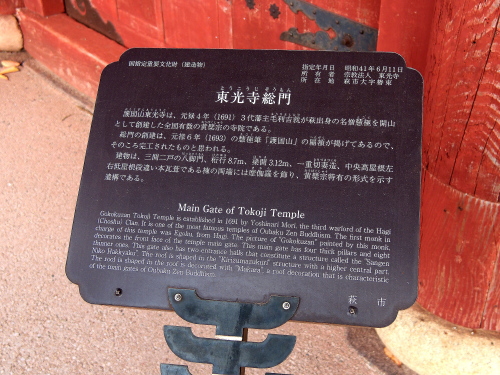 国指定重要文化財（建造物）
指定年月日 昭和41年6月11日
所有者 宗教法人 東光寺
所在地 萩市大字椿東
とうこうじ そうもん
東光寺総門
護国山東光寺は、元禄4年（1691）3代藩主毛利吉就が萩出身の名僧慧極を開山
として創建した全国有数の黄檗宗の寺院である。
総門の創建は、元禄6年（1693）の慧極筆「護国山」の扁額が掲げてあるので、
そのころ完工されたものと思われる。
建物は、三間二戸の八脚門、桁行8.7m、梁間3.12m、一重切妻造、中央高屋根左
右低屋根段違い本瓦葺である棟の両端には摩伽羅を飾り、黄檗宗特有の形式を示す
遺構である。
Main Gate of Tokoji Temple
Gokokuzan Tokoji Temple is established in 1691 by Yoshinari Mori, the third warlord of the Hagi
(Choshu) Clan. It is one of the most famous temples of Oubaku Zen Buddhism. The first monk in
charge of this temple was Egoku, from Hagi. The picture of "Gokokuzan" painted by this monk,
decorates the front face of the temple main gate. This main gate has four thick pillars and eight
thinner ones. This gate also has two entrance halls that constitute a structure called the "Sangen
Niko Hakkyaku". The roof is shaped in the "Kirizumazukuri" structure with a higher central part.
The roof is shaped in the roof is decorated with "Makara", a roof decoration that is characteristic
of the main gates of Oubaku Zen Buddhism.
萩市